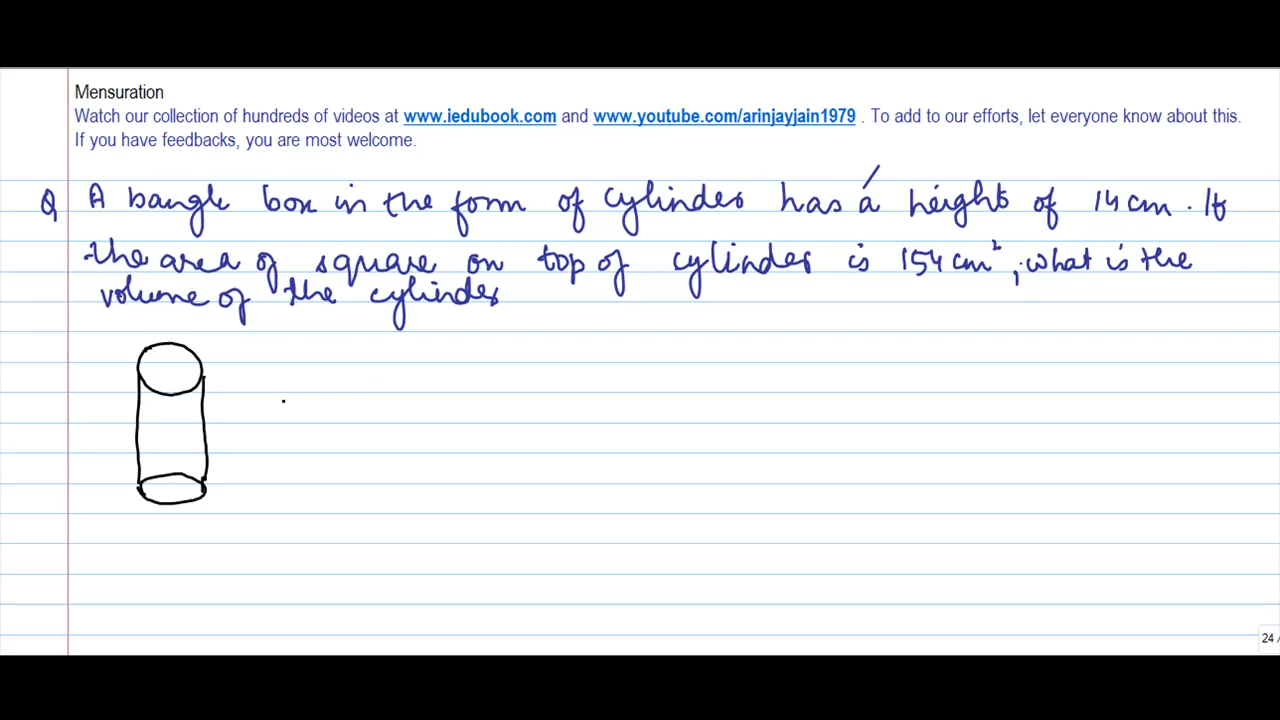 Mensuration
Watch our collection of hundreds of videos at www.iedubook.com and www.youtube.com/arinjayjain1979 . To add to our efforts, let everyone know about this.
If you have feedbacks, you are most welcome.
Q A bangle box in the form of cylinder has a height of 14 cm. If
the area of square on top of cylinder is 154 cm², what is the
volume of the cylinder
24 /